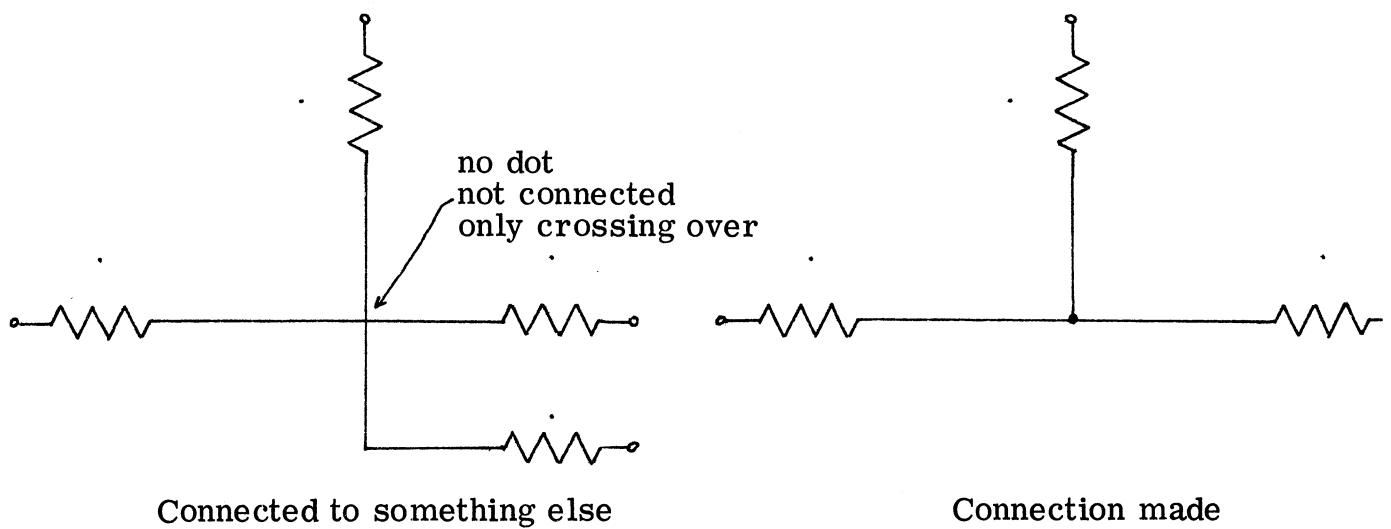 no dot
not connected
only crossing over
Connected to something else
Connection made